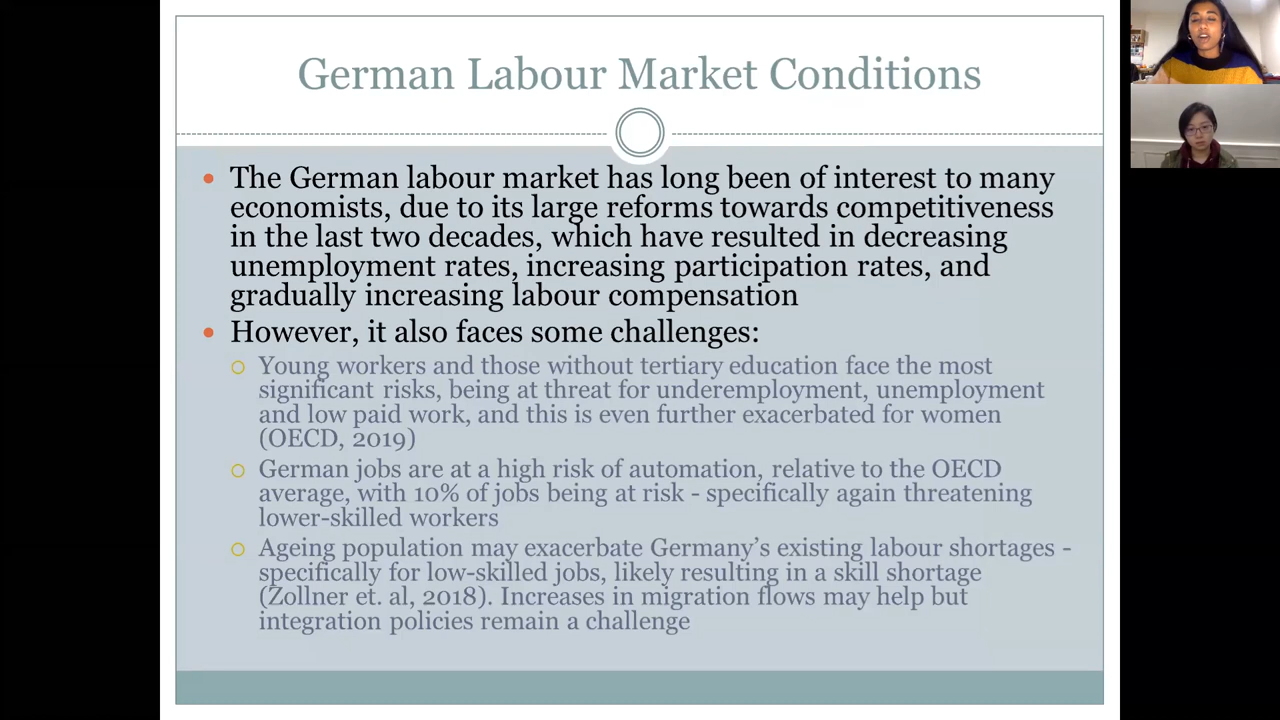 German Labour Market Conditions
The German labour market has long been of interest to many
economists, due to its large reforms towards competitiveness
in the last two decades, which have resulted in decreasing
unemployment rates, increasing participation rates, and
gradually increasing labour compensation
However, it also faces some challenges:
Young workers and those without tertiary education face the most
significant risks, being at threat for underemployment, unemployment
and low paid work, and this is even further exacerbated for women
(OECD, 2019)
German jobs are at a high risk of automation, relative to the OECD
average, with 10% of jobs being at risk - specifically again threatening
lower-skilled workers
Ageing population may exacerbate Germany’s existing labour shortages -
specifically for low-skilled jobs, likely resulting in a skill shortage
(Zollner et. al, 2018). Increases in migration flows may help but
integration policies remain a challenge